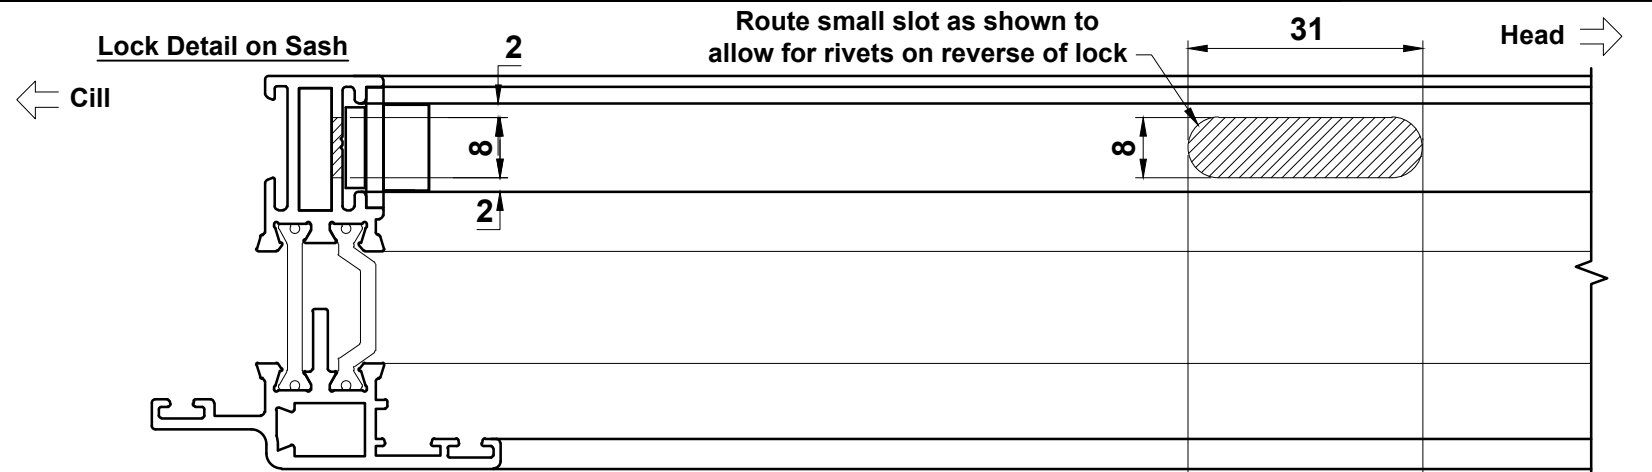 Lock Detail on Sash
Cill
2
8
2
Route small slot as shown to
allow for rivets on reverse of lock
8
31
Head